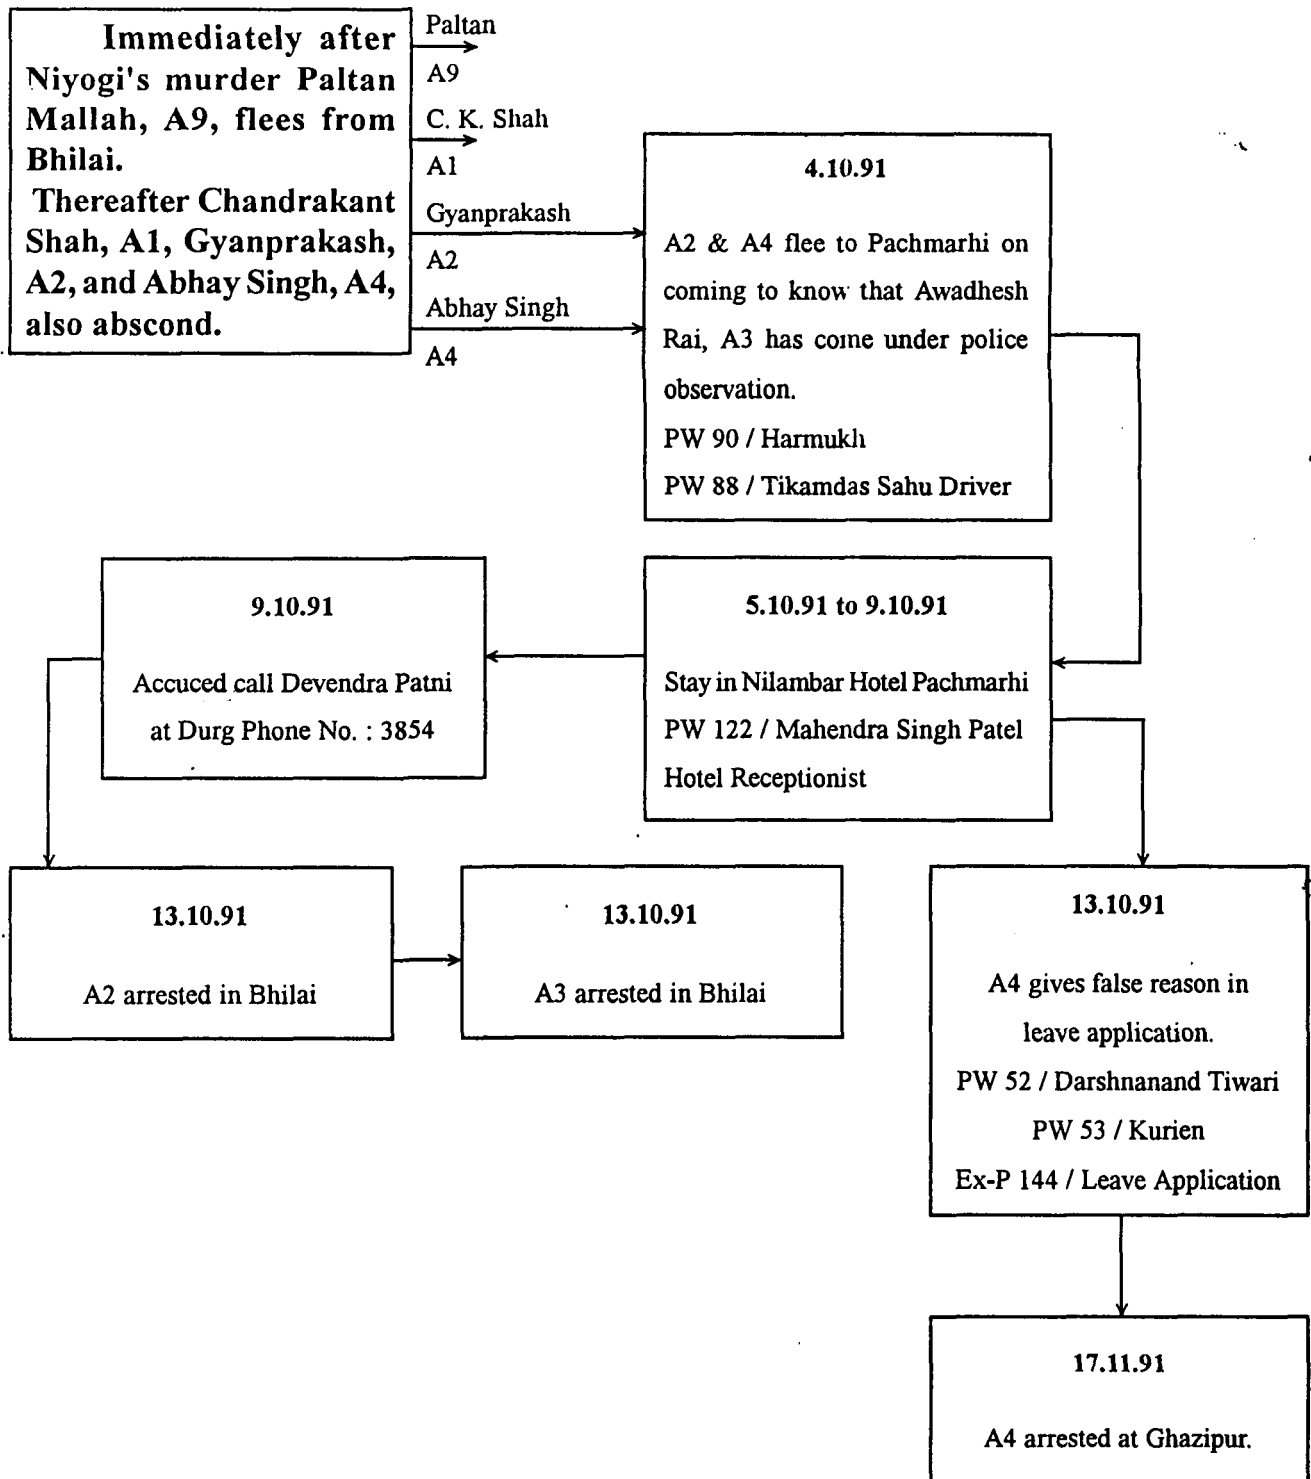 Immediately after
Niyogi's murder Paltan
Mallah, A9, flees from
Bhilai.
Thereafter Chandrakant
Shah, A1, Gyanprakash,
A2, and Abhay Singh, A4,
also abscond.
Paltan
A9
C. K. Shah
A1
Gyanprakash
A2
Abhay Singh
A4
4.10.91
A2 & A4 flee to Pachmarhi on
coming to know that Awadhesh
Rai, A3 has come under police
observation.
PW 90 / Harmukh
PW 88 / Tikamdas Sahu Driver
5.10.91 to 9.10.91
Stay in Nilambar Hotel Pachmarhi
PW 122 / Mahendra Singh Patel
Hotel Receptionist
9.10.91
Accuced call Devendra Patni
at Durg Phone No. : 3854
13.10.91
A2 arrested in Bhilai
13.10.91
A3 arrested in Bhilai
13.10.91
A4 gives false reason in
leave application.
PW 52 / Darshnanand Tiwari
PW 53 / Kurien
Ex-P 144 / Leave Application
17.11.91
A4 arrested at Ghazipur.